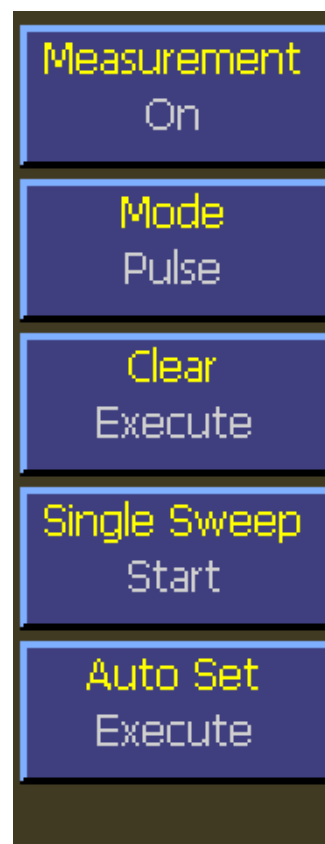 Measurement
On
Mode
Pulse
Clear
Execute
Single Sweep
Start
Auto Set
Execute